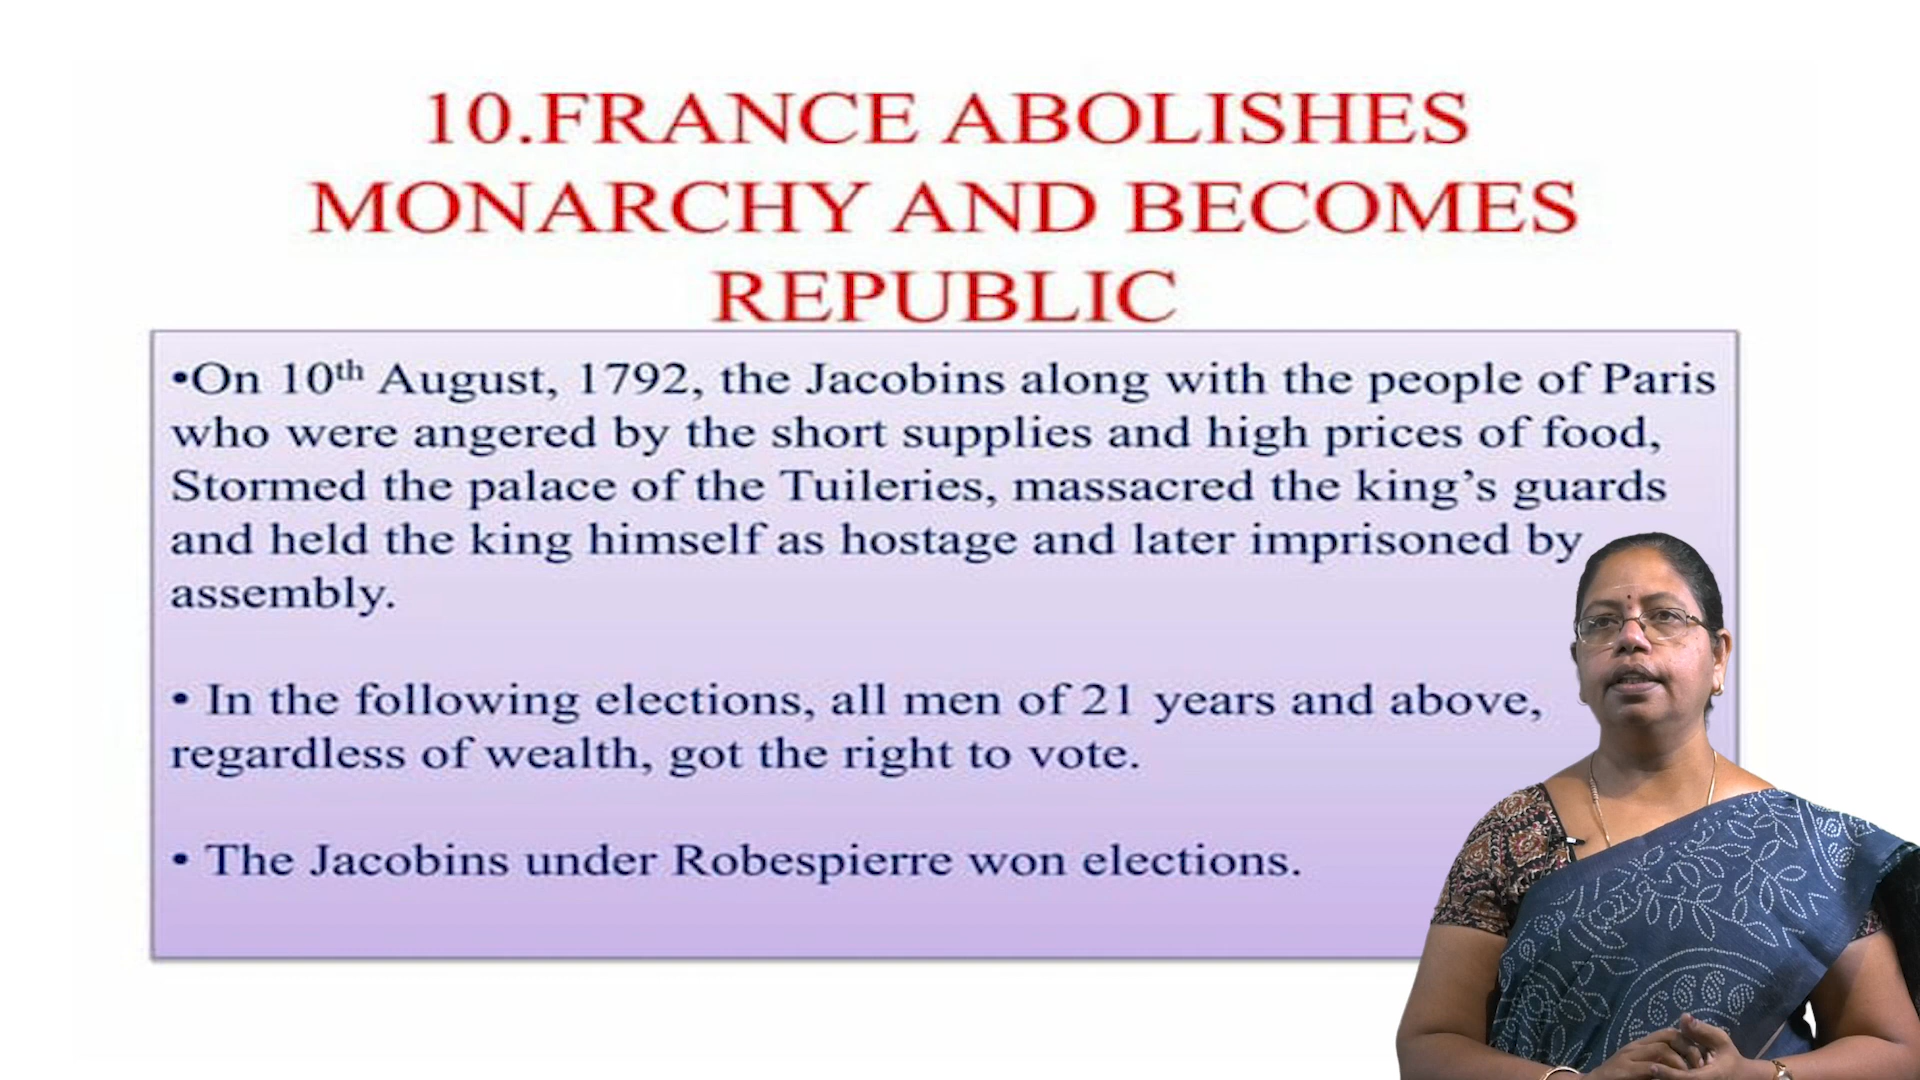 10.FRANCE ABOLISHES
MONARCHY AND BECOMES
REPUBLIC
•On 10th August, 1792, the Jacobins along with the people of Paris
who were angered by the short supplies and high prices of food,
Stormed the palace of the Tuileries, massacred the king’s guards
and held the king himself as hostage and later imprisoned by
assembly.
• In the following elections, all men of 21 years and above,
regardless of wealth, got the right to vote.
• The Jacobins under Robespierre won elections.